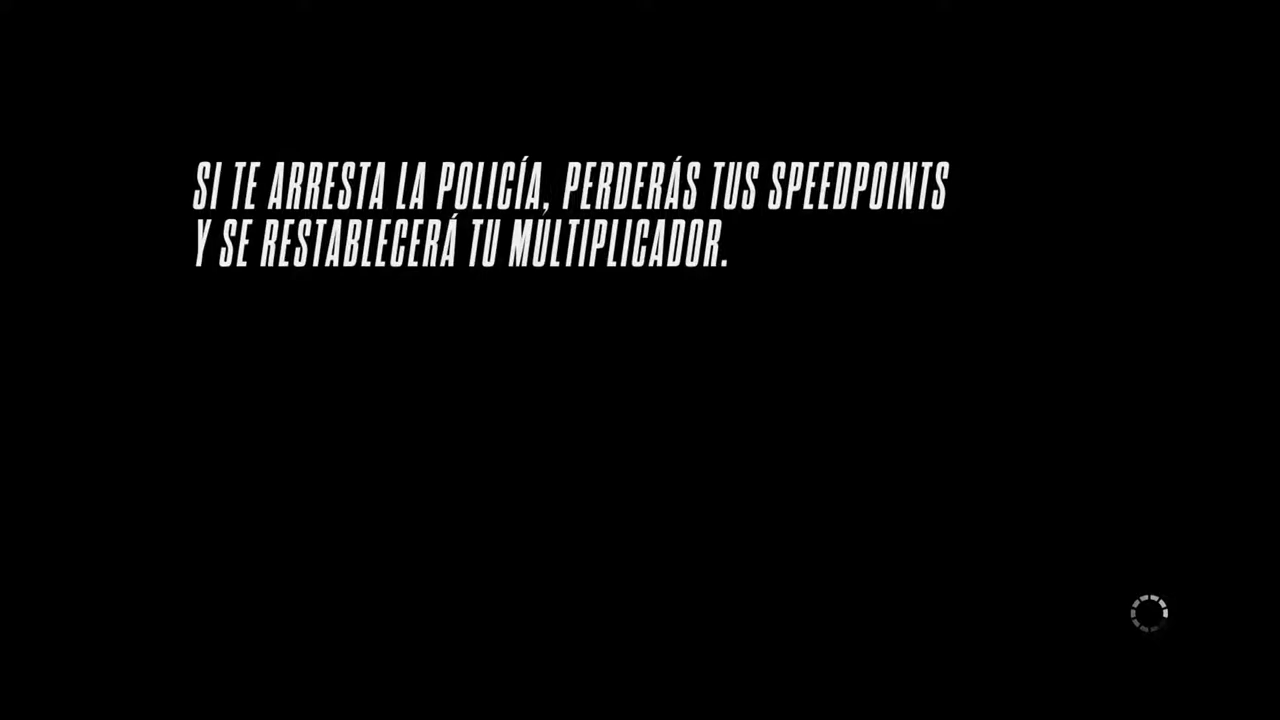 SI TE ARRESTA LA POLICÍA, PERDERÁS TUS SPEEDPOINTS
Y SE RESTABLECERÁ TU MULTIPLICADOR.